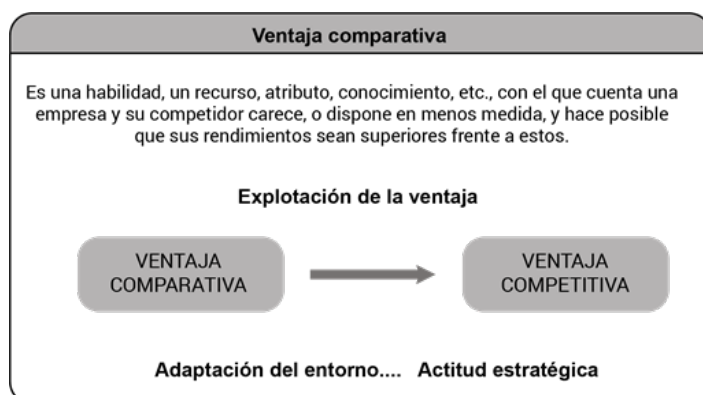 Ventaja comparativa
Es una habilidad, un recurso, atributo, conocimiento, etc., con el que cuenta una
empresa y su competidor carece, o dispone en menos medida, y hace posible
que sus rendimientos sean superiores frente a estos.
Explotación de la ventaja
VENTAJA
COMPARATIVA
VENTAJA
COMPETITIVA
Adaptación del entorno.... Actitud estratégica